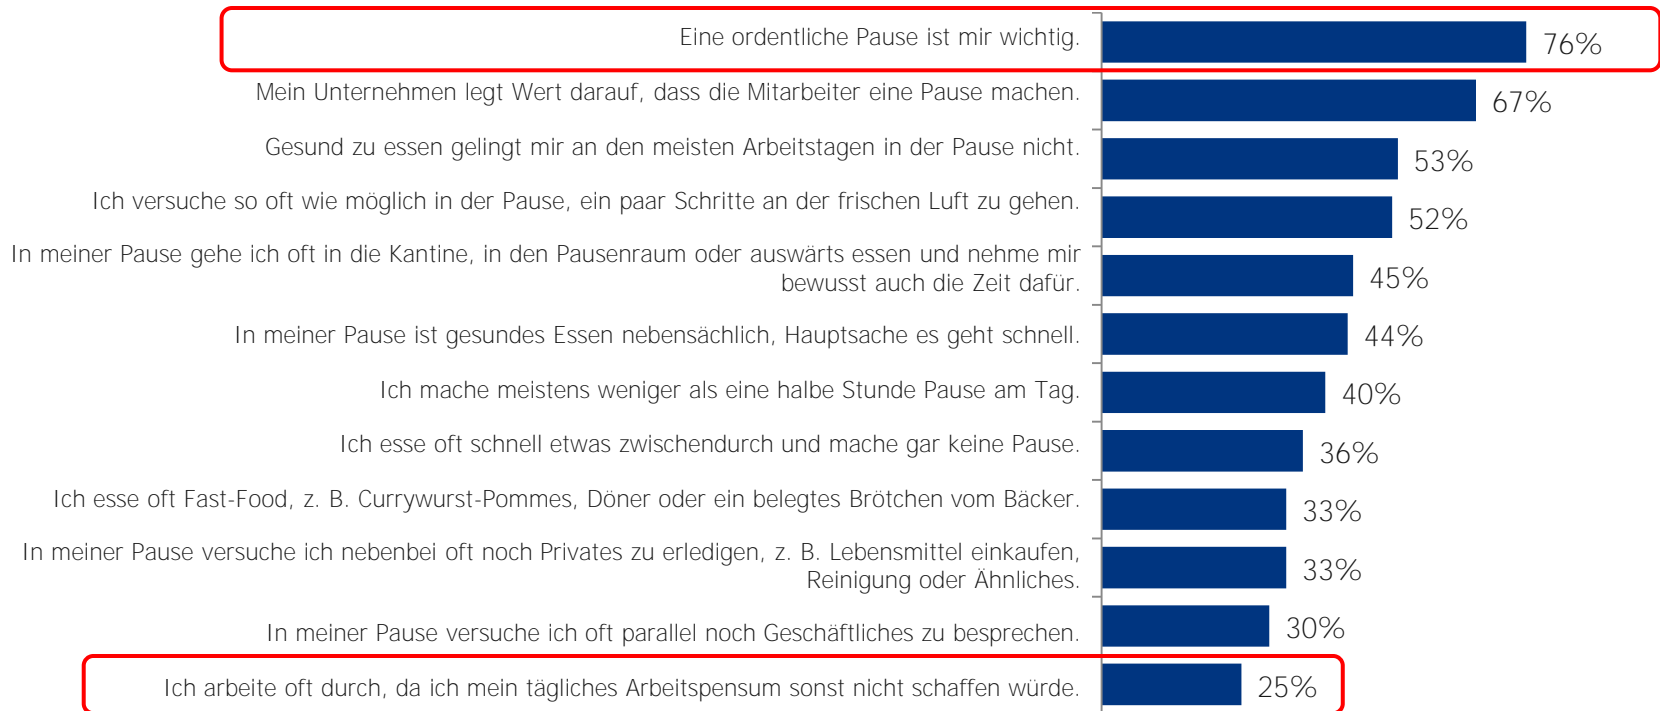 Eine ordentliche Pause ist mir wichtig. 76%
Mein Unternehmen legt Wert darauf, dass die Mitarbeiter eine Pause machen. 67%
Gesund zu essen gelingt mir an den meisten Arbeitstagen in der Pause nicht. 53%
Ich versuche so oft wie möglich in der Pause, ein paar Schritte an der frischen Luft zu gehen. 52%
In meiner Pause gehe ich oft in die Kantine, in den Pausenraum oder auswärts essen und nehme mir
bewusst auch die Zeit dafür. 45%
In meiner Pause ist gesundes Essen nebensächlich, Hauptsache es geht schnell. 44%
Ich mache meistens weniger als eine halbe Stunde Pause am Tag. 40%
Ich esse oft schnell etwas zwischendurch und mache gar keine Pause. 36%
Ich esse oft Fast-Food, z. B. Currywurst-Pommes, Döner oder ein belegtes Brötchen vom Bäcker. 33%
In meiner Pause versuche ich nebenbei oft noch Privates zu erledigen, z. B. Lebensmittel einkaufen,
Reinigung oder Ähnliches. 33%
In meiner Pause versuche ich oft parallel noch Geschäftliches zu besprechen. 30%
Ich arbeite oft durch, da ich mein tägliches Arbeitspensum sonst nicht schaffen würde. 25%